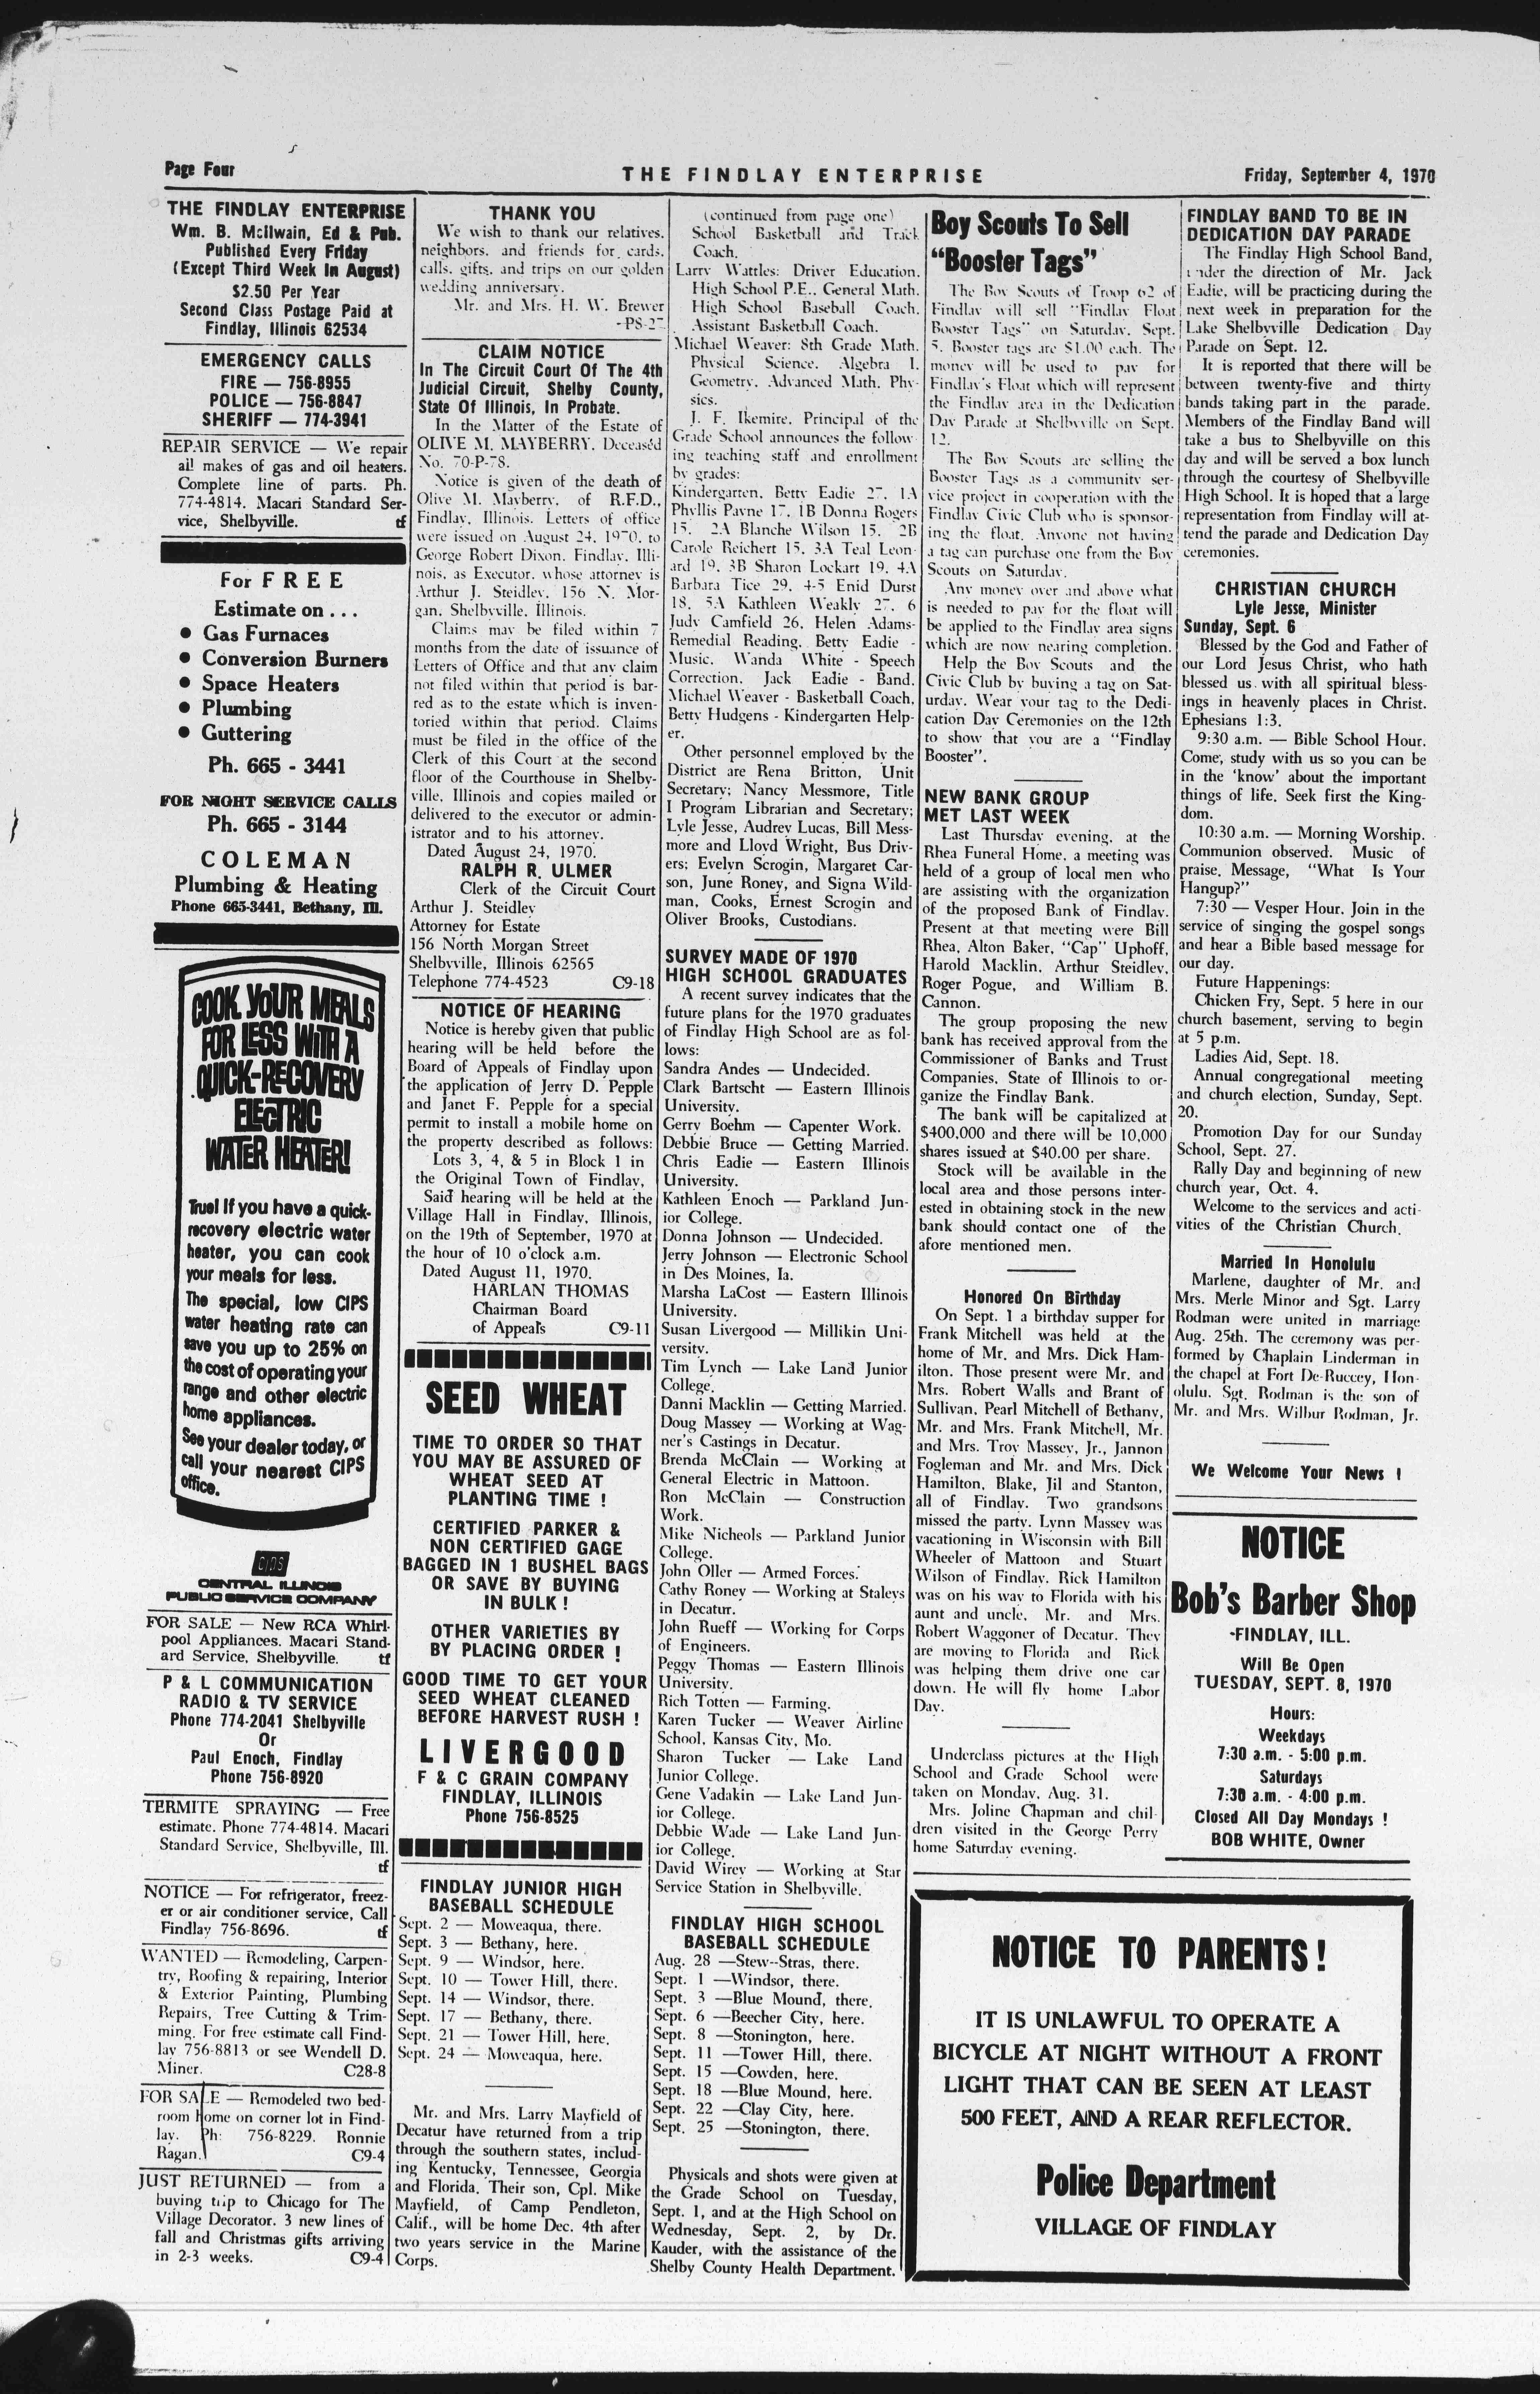 Page Four
THE FINDLAY ENTERPRISE
Friday, September 4, 1970
THE FINDLAY ENTERPRISE
Wm. B. McIlwain, Ed & Pub.
Published Every Friday
(Except Third Week In August)
$2.50 Per Year
Second Class Postage Paid at
Findlay, Illinois 62534
EMERGENCY CALLS
FIRE — 756-8955
POLICE — 756-8847
SHERIFF — 774-3941
REPAIR SERVICE — We repair
all makes of gas and oil heaters.
Complete line of parts. Ph.
774-4814. Macari Standard Ser-
vice, Shelbyville. tf
For FREE
Estimate on . . .
● Gas Furnaces
● Conversion Burners
● Space Heaters
● Plumbing
● Guttering
Ph. 665 - 3441
FOR NIGHT SERVICE CALLS
Ph. 665 - 3144
COLEMAN
Plumbing & Heating
Phone 665-3441, Bethany, Ill.
COOK YOUR MEALS
FOR LESS WITH A
QUICK-RECOVERY
ELECTRIC
WATER HEATER!
True! If you have a quick-
recovery electric water
heater, you can cook
your meals for less.
The special, low CIPS
water heating rate can
save you up to 25% on
the cost of operating your
range and other electric
home appliances.
See your dealer today, or
call your nearest CIPS
office.
CIPS
CENTRAL ILLINOIS
PUBLIC SERVICE COMPANY
FOR SALE — New RCA Whirl-
pool Appliances. Macari Stand-
ard Service, Shelbyville. tf
P & L COMMUNICATION
RADIO & TV SERVICE
Phone 774-2041 Shelbyville
Or
Paul Enoch, Findlay
Phone 756-8920
TERMITE SPRAYING — Free
estimate. Phone 774-4814. Macari
Standard Service, Shelbyville, Ill.
tf
NOTICE — For refrigerator, freez-
er or air conditioner service, Call
Findlay 756-8696. tf
WANTED — Remodeling, Carpen-
try, Roofing & repairing, Interior
& Exterior Painting, Plumbing
Repairs, Tree Cutting & Trim-
ming. For free estimate call Find-
lay 756-8813 or see Wendell D.
Miner. C28-8
FOR SALE — Remodeled two bed-
room home on corner lot in Find-
lay. Ph: 756-8229. Ronnie
Ragan. C9-4
JUST RETURNED — from a
buying trip to Chicago for The
Village Decorator. 3 new lines of
fall and Christmas gifts arriving
in 2-3 weeks. C9-4
THANK YOU
We wish to thank our relatives,
neighbors, and friends for cards,
calls, gifts, and trips on our golden
wedding anniversary.
Mr. and Mrs. H. W. Brewer
-P8-27
CLAIM NOTICE
In The Circuit Court Of The 4th
Judicial Circuit, Shelby County,
State Of Illinois, In Probate.
In the Matter of the Estate of
OLIVE M. MAYBERRY, Deceased
No. 70-P-78.
Notice is given of the death of
Olive M. Mayberry, of R.F.D.,
Findlay, Illinois. Letters of office
were issued on August 24, 1970, to
George Robert Dixon, Findlay, Illi-
nois, as Executor, whose attorney is
Arthur J. Steidley, 156 N. Mor-
gan, Shelbyville, Illinois.
Claims may be filed within 7
months from the date of issuance of
Letters of Office and that any claim
not filed within that period is bar-
red as to the estate which is inven-
toried within that period. Claims
must be filed in the office of the
Clerk of this Court at the second
floor of the Courthouse in Shelby-
ville, Illinois and copies mailed or
delivered to the executor or admin-
istrator and to his attorney.
Dated August 24, 1970.
RALPH R. ULMER
Clerk of the Circuit Court
Arthur J. Steidley
Attorney for Estate
156 North Morgan Street
Shelbyville, Illinois 62565
Telephone 774-4523 C9-18
NOTICE OF HEARING
Notice is hereby given that public
hearing will be held before the
Board of Appeals of Findlay upon
the application of Jerry D. Pepple
and Janet F. Pepple for a special
permit to install a mobile home on
the property described as follows:
Lots 3, 4, & 5 in Block 1 in
the Original Town of Findlay,
Said hearing will be held at the
Village Hall in Findlay, Illinois,
on the 19th of September, 1970 at
the hour of 10 o'clock a.m.
Dated August 11, 1970.
HARLAN THOMAS
Chairman Board
of Appeals C9-11
SEED WHEAT
TIME TO ORDER SO THAT
YOU MAY BE ASSURED OF
WHEAT SEED AT
PLANTING TIME !
CERTIFIED PARKER &
NON CERTIFIED GAGE
BAGGED IN 1 BUSHEL BAGS
OR SAVE BY BUYING
IN BULK !
OTHER VARIETIES BY
BY PLACING ORDER !
GOOD TIME TO GET YOUR
SEED WHEAT CLEANED
BEFORE HARVEST RUSH !
LIVERGOOD
F & C GRAIN COMPANY
FINDLAY, ILLINOIS
Phone 756-8525
FINDLAY JUNIOR HIGH
BASEBALL SCHEDULE
Sept. 2 — Moweaqua, there.
Sept. 3 — Bethany, here.
Sept. 9 — Windsor, here.
Sept. 10 — Tower Hill, there.
Sept. 14 — Windsor, there.
Sept. 17 — Bethany, there.
Sept. 21 — Tower Hill, here.
Sept. 24 — Moweaqua, here.
Mr. and Mrs. Larry Mayfield of
Decatur have returned from a trip
through the southern states, includ-
ing Kentucky, Tennessee, Georgia
and Florida. Their son, Cpl. Mike
Mayfield, of Camp Pendleton,
Calif., will be home Dec. 4th after
two years service in the Marine
Corps.
(continued from page one)
School Basketball and Track
Coach.
Larry Wattles: Driver Education,
High School P.E., General Math,
High School Baseball Coach,
Assistant Basketball Coach.
Michael Weaver: 8th Grade Math,
Physical Science, Algebra I,
Geometry, Advanced Math, Phy-
sics.
J. F. Ikemire, Principal of the
Grade School announces the follow-
ing teaching staff and enrollment
by grades:
Kindergarten, Betty Eadie 27, 1A
Phyllis Payne 17, 1B Donna Rogers
15, 2A Blanche Wilson 15, 2B
Carole Reichert 15, 3A Teal Leon-
ard 19, 3B Sharon Lockart 19, 4A
Barbara Tice 29, 4-5 Enid Durst
18, 5A Kathleen Weakly 27, 6
Judy Camfield 26, Helen Adams-
Remedial Reading, Betty Eadie -
Music, Wanda White - Speech
Correction, Jack Eadie - Band,
Michael Weaver - Basketball Coach,
Betty Hudgens - Kindergarten Help-
er.
Other personnel employed by the
District are Rena Britton, Unit
Secretary; Nancy Messmore, Title
I Program Librarian and Secretary;
Lyle Jesse, Audrey Lucas, Bill Mess-
more and Lloyd Wright, Bus Driv-
ers; Evelyn Scrogin, Margaret Car-
son, June Roney, and Signa Wild-
man, Cooks, Ernest Scrogin and
Oliver Brooks, Custodians.
SURVEY MADE OF 1970
HIGH SCHOOL GRADUATES
A recent survey indicates that the
future plans for the 1970 graduates
of Findlay High School are as fol-
lows:
Sandra Andes — Undecided.
Clark Bartscht — Eastern Illinois
University.
Gerry Boehm — Capenter Work.
Debbie Bruce — Getting Married.
Chris Eadie — Eastern Illinois
University.
Kathleen Enoch — Parkland Jun-
ior College.
Donna Johnson — Undecided.
Jerry Johnson — Electronic School
in Des Moines, Ia.
Marsha LaCost — Eastern Illinois
University.
Susan Livergood — Millikin Uni-
versity.
Tim Lynch — Lake Land Junior
College.
Danni Macklin — Getting Married.
Doug Massey — Working at Wag-
ner's Castings in Decatur.
Brenda McClain — Working at
General Electric in Mattoon.
Ron McClain — Construction
Work.
Mike Nicheols — Parkland Junior
College.
John Oller — Armed Forces.
Cathy Roney — Working at Staleys
in Decatur.
John Rueff — Working for Corps
of Engineers.
Peggy Thomas — Eastern Illinois
University.
Rich Totten — Farming.
Karen Tucker — Weaver Airline
School, Kansas City, Mo.
Sharon Tucker — Lake Land
Junior College.
Gene Vadakin — Lake Land Jun-
ior College.
Debbie Wade — Lake Land Jun-
ior College.
David Wirey — Working at Star
Service Station in Shelbyville.
FINDLAY HIGH SCHOOL
BASEBALL SCHEDULE
Aug. 28 —Stew--Stras, there.
Sept. 1 —Windsor, there.
Sept. 3 —Blue Mound, there.
Sept. 6 —Beecher City, here.
Sept. 8 —Stonington, here.
Sept. 11 —Tower Hill, there.
Sept. 15 —Cowden, here.
Sept. 18 —Blue Mound, here.
Sept. 22 —Clay City, here.
Sept. 25 —Stonington, there.
Physicals and shots were given at
the Grade School on Tuesday,
Sept. 1, and at the High School on
Wednesday, Sept. 2, by Dr.
Kauder, with the assistance of the
Shelby County Health Department.
Boy Scouts To Sell
"Booster Tags"
The Boy Scouts of Troop 62 of
Findlay will sell "Findlay Float
Booster Tags" on Saturday, Sept.
5. Booster tags are $1.00 each. The
money will be used to pay for
Findlay's Float which will represent
the Findlay area in the Dedication
Day Parade at Shelbyville on Sept.
12.
The Boy Scouts are selling the
Booster Tags as a community ser-
vice project in cooperation with the
Findlay Civic Club who is sponsor-
ing the float. Anyone not having
a tag can purchase one from the Boy
Scouts on Saturday.
Any money over and above what
is needed to pay for the float will
be applied to the Findlay area signs
which are now nearing completion.
Help the Boy Scouts and the
Civic Club by buying a tag on Sat-
urday. Wear your tag to the Dedi-
cation Day Ceremonies on the 12th
to show that you are a "Findlay
Booster".
NEW BANK GROUP
MET LAST WEEK
Last Thursday evening, at the
Rhea Funeral Home, a meeting was
held of a group of local men who
are assisting with the organization
of the proposed Bank of Findlay.
Present at that meeting were Bill
Rhea, Alton Baker, "Cap" Uphoff,
Harold Macklin, Arthur Steidley,
Roger Pogue, and William B.
Cannon.
The group proposing the new
bank has received approval from the
Commissioner of Banks and Trust
Companies, State of Illinois to or-
ganize the Findlay Bank.
The bank will be capitalized at
$400,000 and there will be 10,000
shares issued at $40.00 per share.
Stock will be available in the
local area and those persons inter-
ested in obtaining stock in the new
bank should contact one of the
afore mentioned men.
Honored On Birthday
On Sept. 1 a birthday supper for
Frank Mitchell was held at the
home of Mr. and Mrs. Dick Ham-
ilton. Those present were Mr. and
Mrs. Robert Walls and Brant of
Sullivan, Pearl Mitchell of Bethany,
Mr. and Mrs. Frank Mitchell, Mr.
and Mrs. Troy Massey, Jr., Jannon
Fogleman and Mr. and Mrs. Dick
Hamilton, Blake, Jil and Stanton,
all of Findlay. Two grandsons
missed the party. Lynn Massey was
vacationing in Wisconsin with Bill
Wheeler of Mattoon and Stuart
Wilson of Findlay. Rick Hamilton
was on his way to Florida with his
aunt and uncle, Mr. and Mrs.
Robert Waggoner of Decatur. They
are moving to Florida and Rick
was helping them drive one car
down. He will fly home Labor
Day.
Underclass pictures at the High
School and Grade School were
taken on Monday, Aug. 31.
Mrs. Joline Chapman and chil-
dren visited in the George Perry
home Saturday evening.
FINDLAY BAND TO BE IN
DEDICATION DAY PARADE
The Findlay High School Band,
under the direction of Mr. Jack
Eadie, will be practicing during the
next week in preparation for the
Lake Shelbyville Dedication Day
Parade on Sept. 12.
It is reported that there will be
between twenty-five and thirty
bands taking part in the parade.
Members of the Findlay Band will
take a bus to Shelbyville on this
day and will be served a box lunch
through the courtesy of Shelbyville
High School. It is hoped that a large
representation from Findlay will at-
tend the parade and Dedication Day
ceremonies.
CHRISTIAN CHURCH
Lyle Jesse, Minister
Sunday, Sept. 6
Blessed by the God and Father of
our Lord Jesus Christ, who hath
blessed us with all spiritual bless-
ings in heavenly places in Christ.
Ephesians 1:3.
9:30 a.m. — Bible School Hour.
Come, study with us so you can be
in the 'know' about the important
things of life. Seek first the King-
dom.
10:30 a.m. — Morning Worship.
Communion observed. Music of
praise. Message, "What Is Your
Hangup?"
7:30 — Vesper Hour. Join in the
service of singing the gospel songs
and hear a Bible based message for
our day.
Future Happenings:
Chicken Fry, Sept. 5 here in our
church basement, serving to begin
at 5 p.m.
Ladies Aid, Sept. 18.
Annual congregational meeting
and church election, Sunday, Sept.
20.
Promotion Day for our Sunday
School, Sept. 27.
Rally Day and beginning of new
church year, Oct. 4.
Welcome to the services and acti-
vities of the Christian Church.
Married In Honolulu
Marlene, daughter of Mr. and
Mrs. Merle Minor and Sgt. Larry
Rodman were united in marriage
Aug. 25th. The ceremony was per-
formed by Chaplain Linderman in
the chapel at Fort De-Ruccey, Hon-
olulu. Sgt. Rodman is the son of
Mr. and Mrs. Wilbur Rodman, Jr.
We Welcome Your News !
NOTICE
Bob's Barber Shop
FINDLAY, ILL.
Will Be Open
TUESDAY, SEPT. 8, 1970
Hours:
Weekdays
7:30 a.m. - 5:00 p.m.
Saturdays
7:30 a.m. - 4:00 p.m.
Closed All Day Mondays !
BOB WHITE, Owner
NOTICE TO PARENTS !
IT IS UNLAWFUL TO OPERATE A
BICYCLE AT NIGHT WITHOUT A FRONT
LIGHT THAT CAN BE SEEN AT LEAST
500 FEET, AND A REAR REFLECTOR.
Police Department
VILLAGE OF FINDLAY